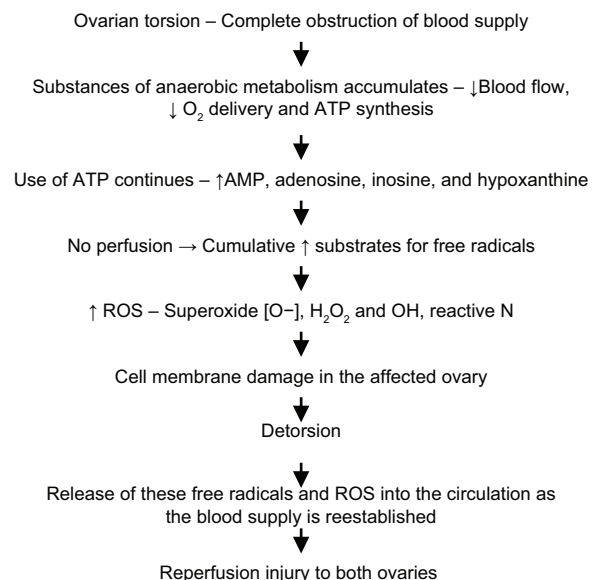 Ovarian torsion – Complete obstruction of blood supply
Substances of anaerobic metabolism accumulates – ↓Blood flow,
↓ O₂ delivery and ATP synthesis
Use of ATP continues – ↑AMP, adenosine, inosine, and hypoxanthine
No perfusion → Cumulative ↑ substrates for free radicals
↑ ROS – Superoxide [O−], H₂O₂ and OH, reactive N
Cell membrane damage in the affected ovary
Detorsion
Release of these free radicals and ROS into the circulation as
the blood supply is reestablished
Reperfusion injury to both ovaries